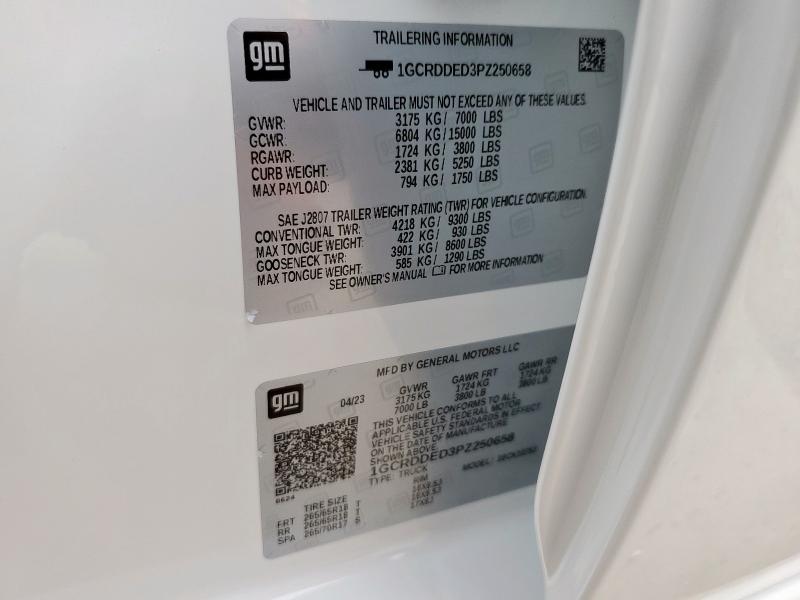 gm
TRAILERING INFORMATION
1GCRDDED3PZ250658
VEHICLE AND TRAILER MUST NOT EXCEED ANY OF THESE VALUES.
GVWR: 3175 KG/ 7000 LBS
GCWR: 6804 KG/15000 LBS
RGAWR: 1724 KG/ 3800 LBS
CURB WEIGHT: 2381 KG/ 5250 LBS
MAX PAYLOAD: 794 KG/ 1750 LBS
SAE J2807 TRAILER WEIGHT RATING (TWR) FOR VEHICLE CONFIGURATION.
CONVENTIONAL TWR: 4218 KG/ 9300 LBS
MAX TONGUE WEIGHT: 422 KG/ 930 LBS
GOOSENECK TWR: 3901 KG/ 8600 LBS
MAX TONGUE WEIGHT: 585 KG/ 1290 LBS
SEE OWNER'S MANUAL FOR MORE INFORMATION
gm
MFD BY GENERAL MOTORS LLC
04/23 GVWR GAWR FRT GAWR RR
3175 KG 1724 KG 1724 KG
7000 LB 3800 LB 3800 LB
THIS VEHICLE CONFORMS TO ALL
APPLICABLE U.S. FEDERAL MOTOR
VEHICLE SAFETY STANDARDS IN EFFECT
ON THE DATE OF MANUFACTURE
SHOWN ABOVE.
1GCRDDED3PZ250658
TYPE: TRUCK MODEL:
6624
TIRE SIZE RIM
FRT 265/65R18 T 18X8.5J
RR 265/65R18 T 18X8.5J
SPA 265/70R17 S 17X8J